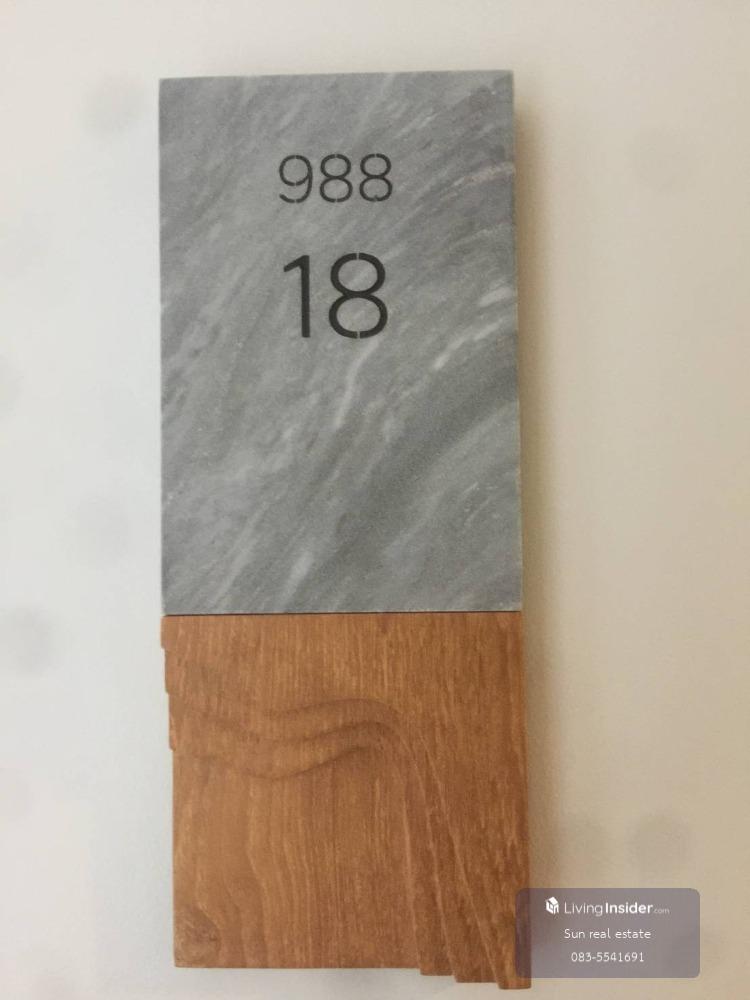 988
18
LivingInsider.com
Sun real estate
083-5541691